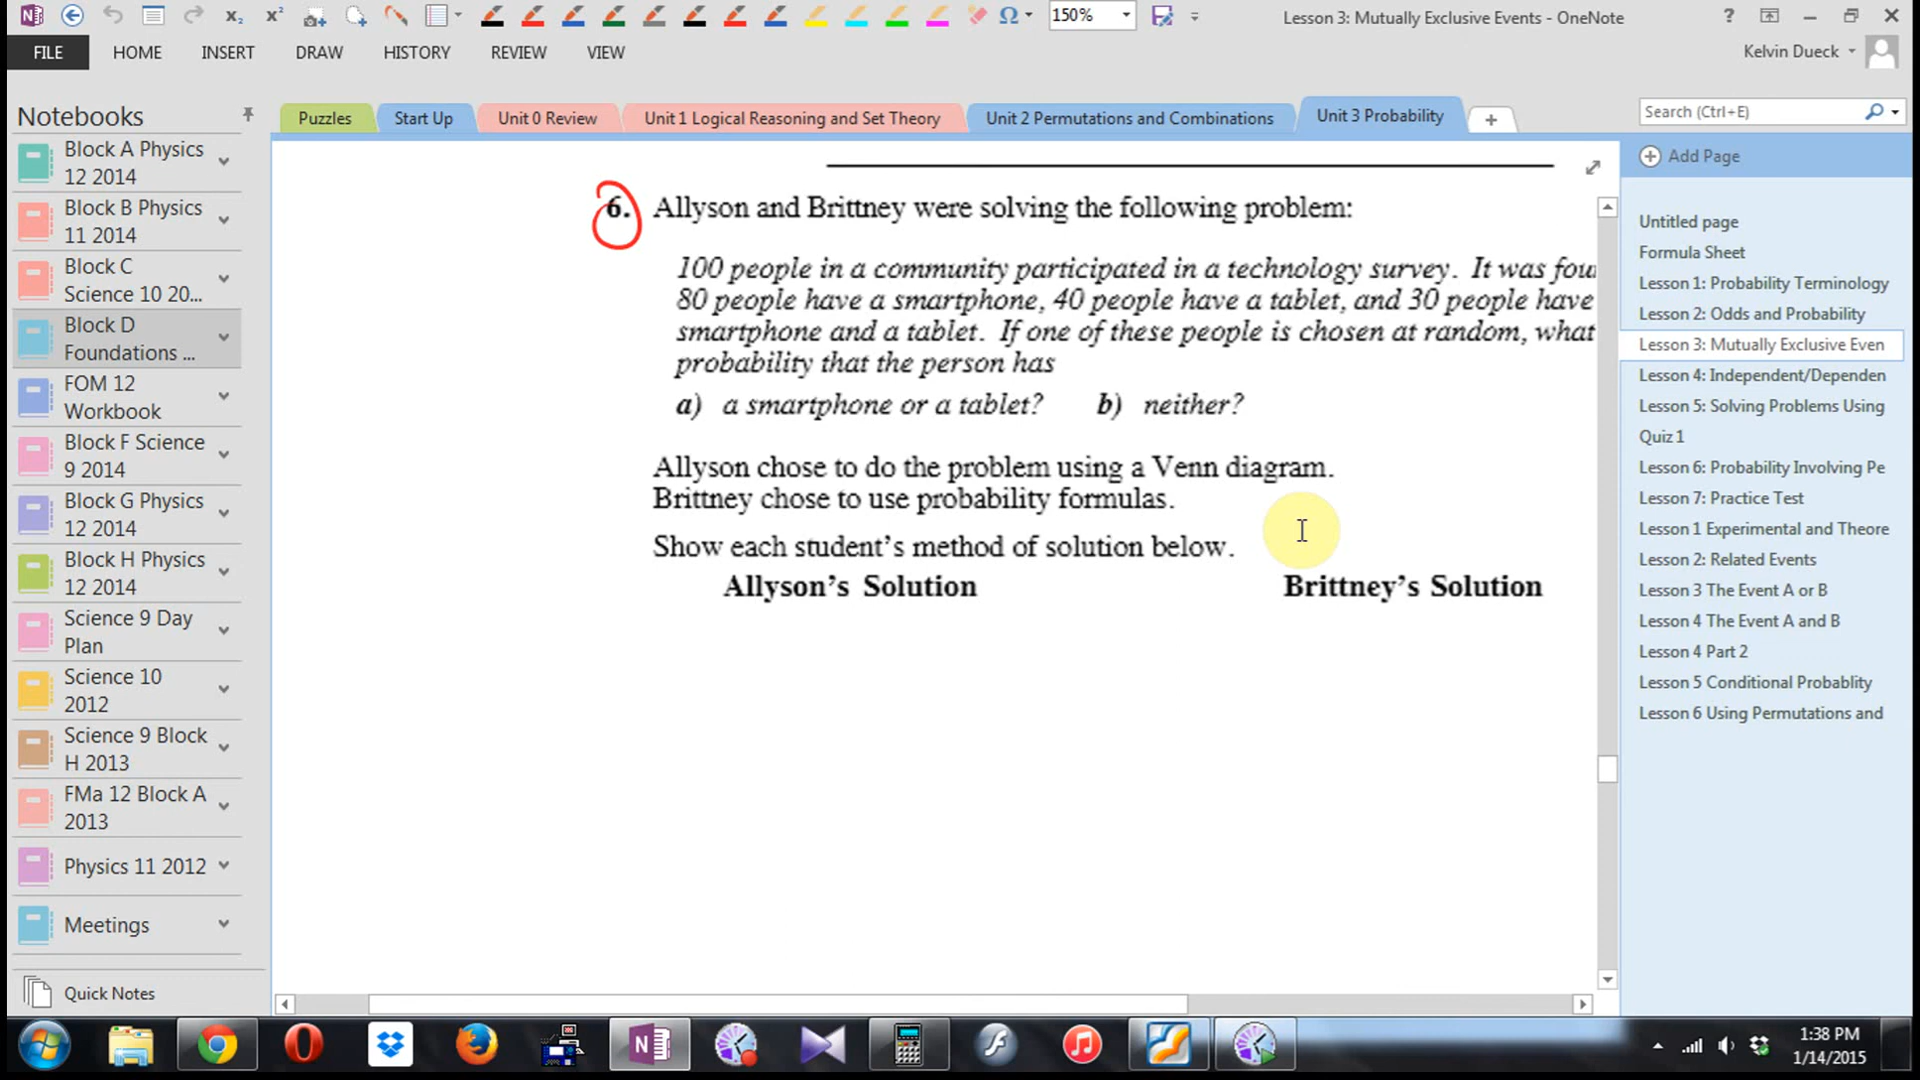 150%
Lesson 3: Mutually Exclusive Events - OneNote
FILE
HOME
INSERT
DRAW
HISTORY
REVIEW
VIEW
Kelvin Dueck
Notebooks
Block A Physics
12 2014
Block B Physics
11 2014
Block C
Science 10 20...
Block D
Foundations ...
FOM 12
Workbook
Block F Science
9 2014
Block G Physics
12 2014
Block H Physics
12 2014
Science 9 Day
Plan
Science 10
2012
Science 9 Block
H 2013
FMa 12 Block A
2013
Physics 11 2012
Meetings
Quick Notes
Puzzles
Start Up
Unit 0 Review
Unit 1 Logical Reasoning and Set Theory
Unit 2 Permutations and Combinations
Unit 3 Probability
Search (Ctrl+E)
6. Allyson and Brittney were solving the following problem:
100 people in a community participated in a technology survey. It was fou
80 people have a smartphone, 40 people have a tablet, and 30 people have
smartphone and a tablet. If one of these people is chosen at random, what
probability that the person has
a) a smartphone or a tablet? b) neither?
Allyson chose to do the problem using a Venn diagram.
Brittney chose to use probability formulas.
Show each student's method of solution below.
Allyson's Solution Brittney's Solution
Add Page
Untitled page
Formula Sheet
Lesson 1: Probability Terminology
Lesson 2: Odds and Probability
Lesson 3: Mutually Exclusive Even
Lesson 4: Independent/Dependen
Lesson 5: Solving Problems Using
Quiz 1
Lesson 6: Probability Involving Pe
Lesson 7: Practice Test
Lesson 1 Experimental and Theore
Lesson 2: Related Events
Lesson 3 The Event A or B
Lesson 4 The Event A and B
Lesson 4 Part 2
Lesson 5 Conditional Probablity
Lesson 6 Using Permutations and
1:38 PM
1/14/2015